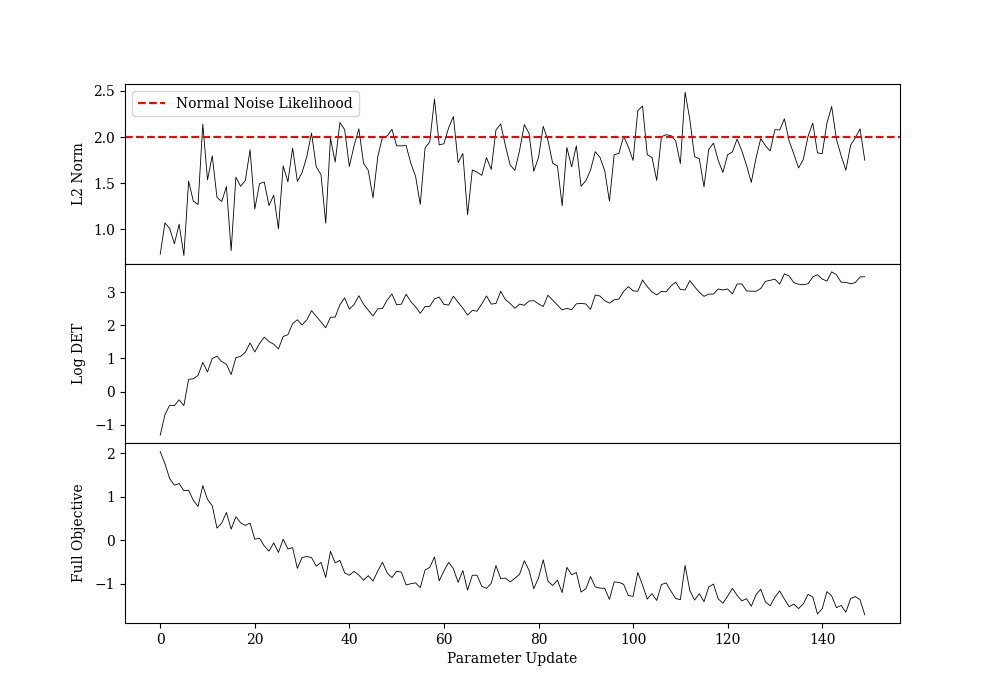 2.5
Normal Noise Likelihood
2.0
L2 Norm
1.5
1.0
3
2
Log DET
1
0
−1
2
1
Full Objective
0
−1
0 20 40 60 80 100 120 140
Parameter Update